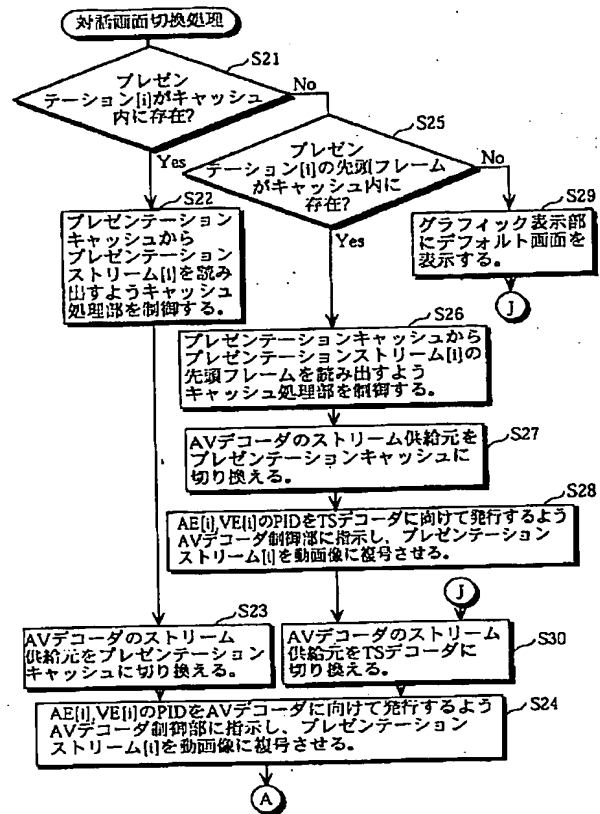 対話画面切換処理
S21
プレゼン
テーション[i]がキャッシュ
内に存在?
No
Yes
S25
プレゼン
テーション[i]の先頭フレーム
がキャッシュ内に
存在?
No
Yes
S22
プレゼンテーション
キャッシュから
プレゼンテーション
ストリーム[i]を読み
出すようキャッシュ
処理部を制御する。
S29
グラフィック表示部
にデフォルト画面を
表示する。
J
S26
プレゼンテーションキャッシュから
プレゼンテーションストリーム[i]の
先頭フレームを読み出すよう
キャッシュ処理部を制御する。
S27
AVデコーダのストリーム供給元を
プレゼンテーションキャッシュに
切り換える。
S28
AE[i],VE[i]のPIDをTSデコーダに向けて発行するよう
AVデコーダ制御部に指示し、プレゼンテーション
ストリーム[i]を動画像に複号させる。
J
S23
AVデコーダのストリーム
供給元をプレゼンテーション
キャッシュに切り換える。
S30
AVデコーダのストリーム
供給元をTSデコーダに
切り換える。
S24
AE[i],VE[i]のPIDをAVデコーダに向けて発行するよう
AVデコーダ制御部に指示し、プレゼンテーション
ストリーム[i]を動画像に複号させる。
A